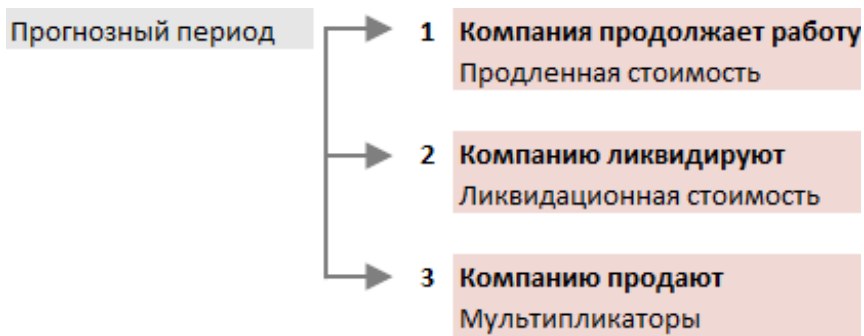 Прогнозный период
1 Компания продолжает работу
Продленная стоимость
2 Компанию ликвидируют
Ликвидационная стоимость
3 Компанию продают
Мультипликаторы